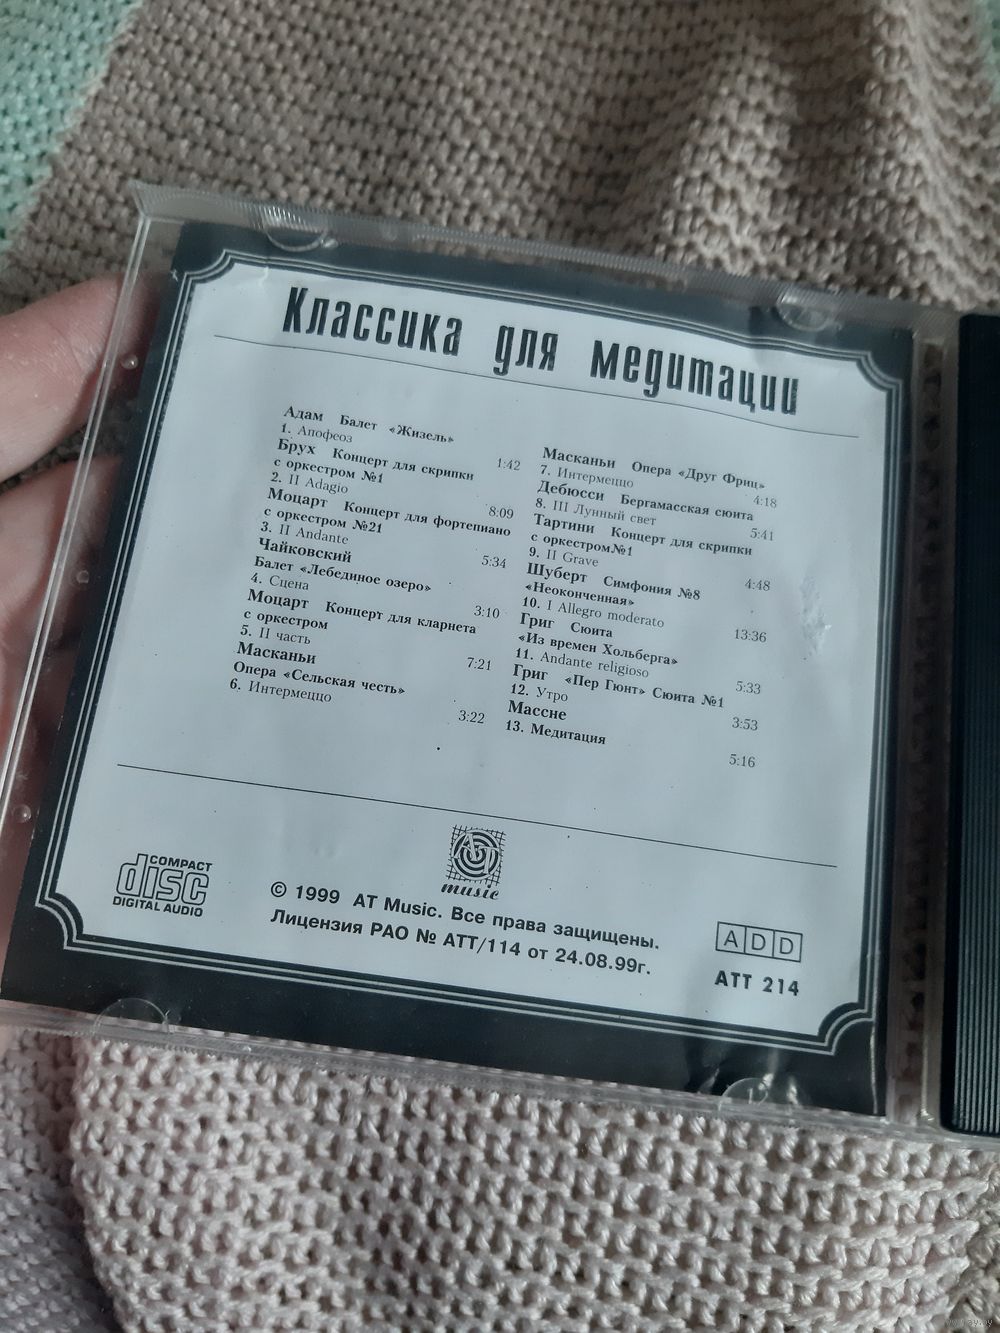 Классика для медитации
Адам Балет «Жизель»
1. Апофеоз 1:42
Брух Концерт для скрипки
с оркестром №1
2. II Adagio 8:09
Моцарт Концерт для фортепиано
с оркестром №21
3. II Andante 5:34
Чайковский
Балет «Лебединое озеро»
4. Сцена 3:10
Моцарт Концерт для кларнета
с оркестром
5. II часть 7:21
Масканьи
Опера «Сельская честь»
6. Интермеццо 3:22
Масканьи Опера «Друг Фриц»
7. Интермеццо 4:18
Дебюсси Бергамасская сюита
8. III Лунный свет 5:41
Тартини Концерт для скрипки
с оркестром№1
9. II Grave 4:48
Шуберт Симфония №8
«Неоконченная»
10. I Allegro moderato 13:36
Григ Сюита
«Из времен Хольберга»
11. Andante religioso 5:33
Григ «Пер Гюнт» Сюита №1
12. Утро 3:53
Массне
13. Медитация 5:16
AT
music
COMPACT
disc
DIGITAL AUDIO
© 1999 AT Music. Все права защищены.
Лицензия РАО № АТТ/114 от 24.08.99г.
ADD
ATT 214